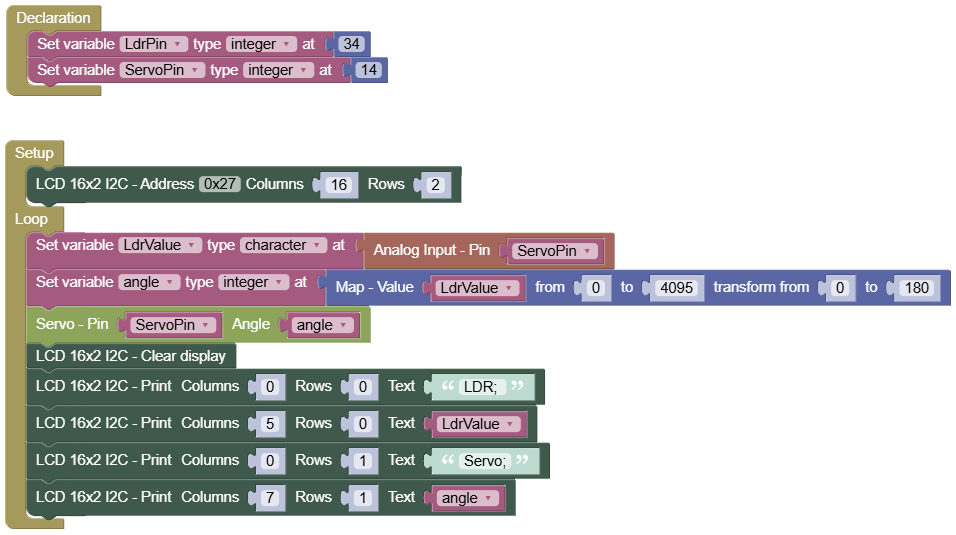 Declaration
Set variable LdrPin type integer at 34
Set variable ServoPin type integer at 14
Setup
LCD 16x2 I2C - Address 0x27 Columns 16 Rows 2
Loop
Set variable LdrValue type character at Analog Input - Pin ServoPin
Set variable angle type integer at Map - Value LdrValue from 0 to 4095 transform from 0 to 180
Servo - Pin ServoPin Angle angle
LCD 16x2 I2C - Clear display
LCD 16x2 I2C - Print Columns 0 Rows 0 Text “ LDR; ”
LCD 16x2 I2C - Print Columns 5 Rows 0 Text LdrValue
LCD 16x2 I2C - Print Columns 0 Rows 1 Text “ Servo; ”
LCD 16x2 I2C - Print Columns 7 Rows 1 Text angle